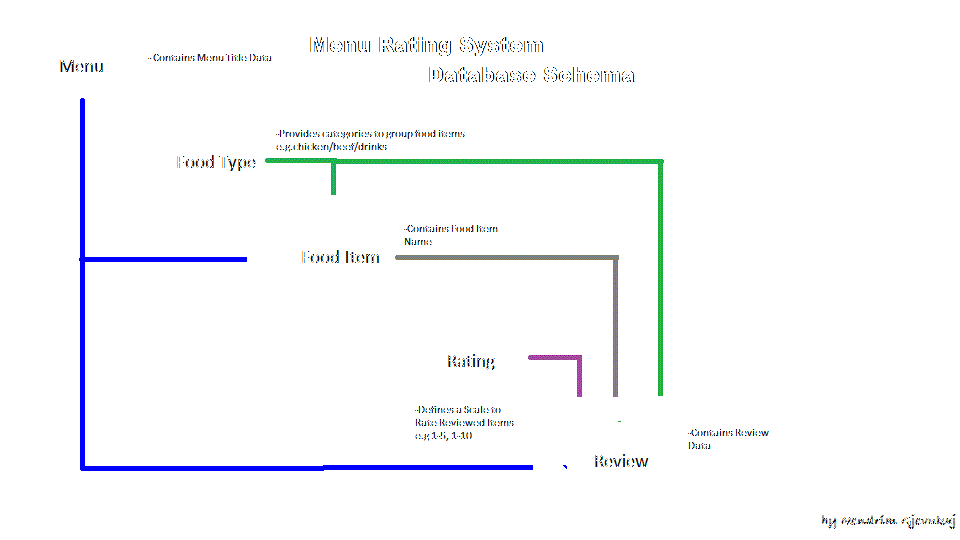 Menu Rating System
Database Schema
Menu
-Contains Menu Title Data
-Provides categories to group food items
e.g.chicken/beef/drinks
Food Type
-Contains Food Item
Name
Food Item
Rating
-Defines a Scale to
Rate Reviewed Items
e.g 1-5, 1-10
-Contains Review
Data
Review
by